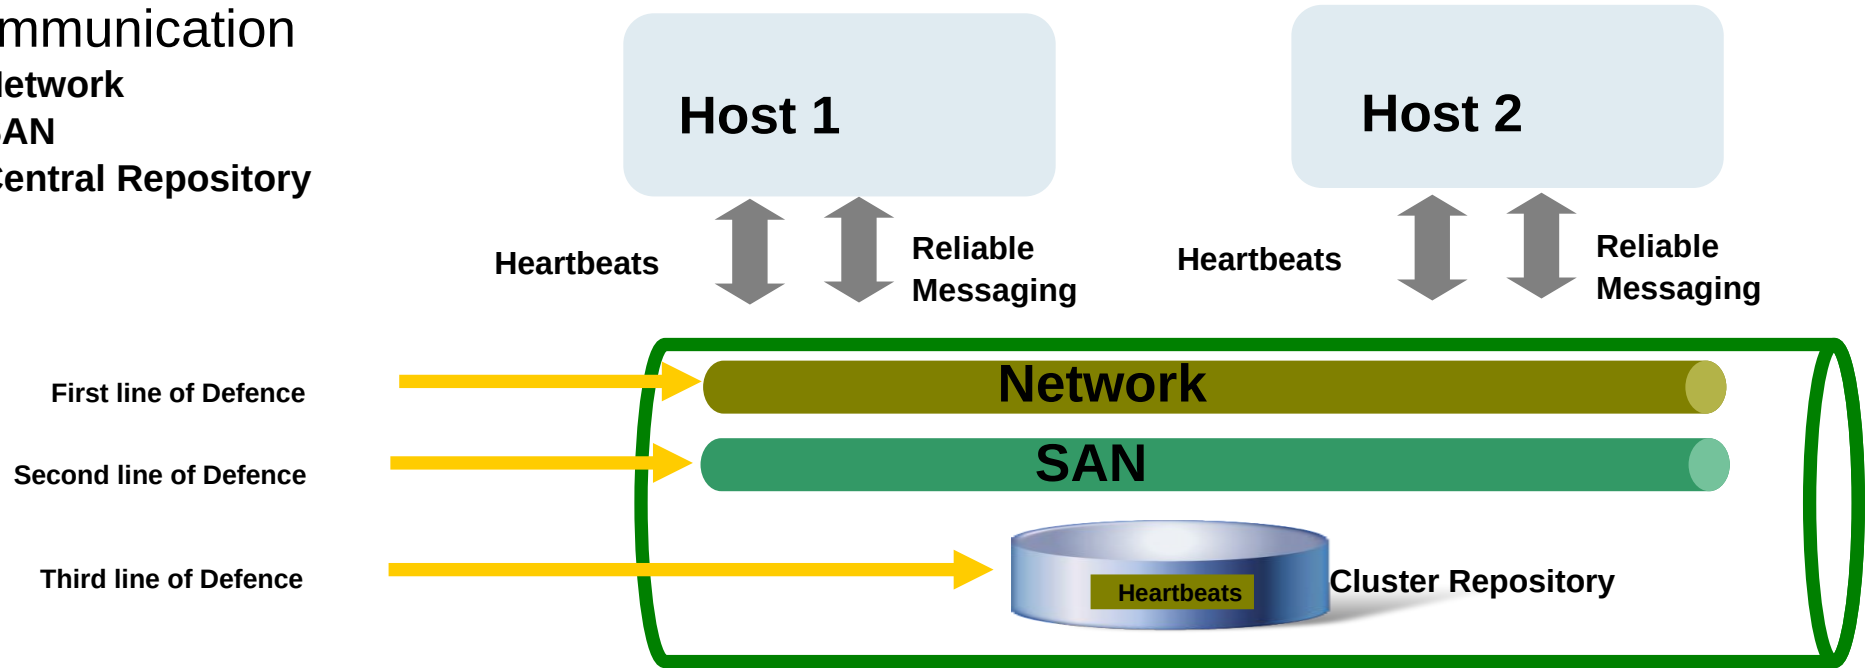 mmunication
etwork
AN
entral Repository
Host 1
Host 2
Heartbeats
Reliable
Messaging
Heartbeats
Reliable
Messaging
First line of Defence
Network
Second line of Defence
SAN
Third line of Defence
Heartbeats
Cluster Repository